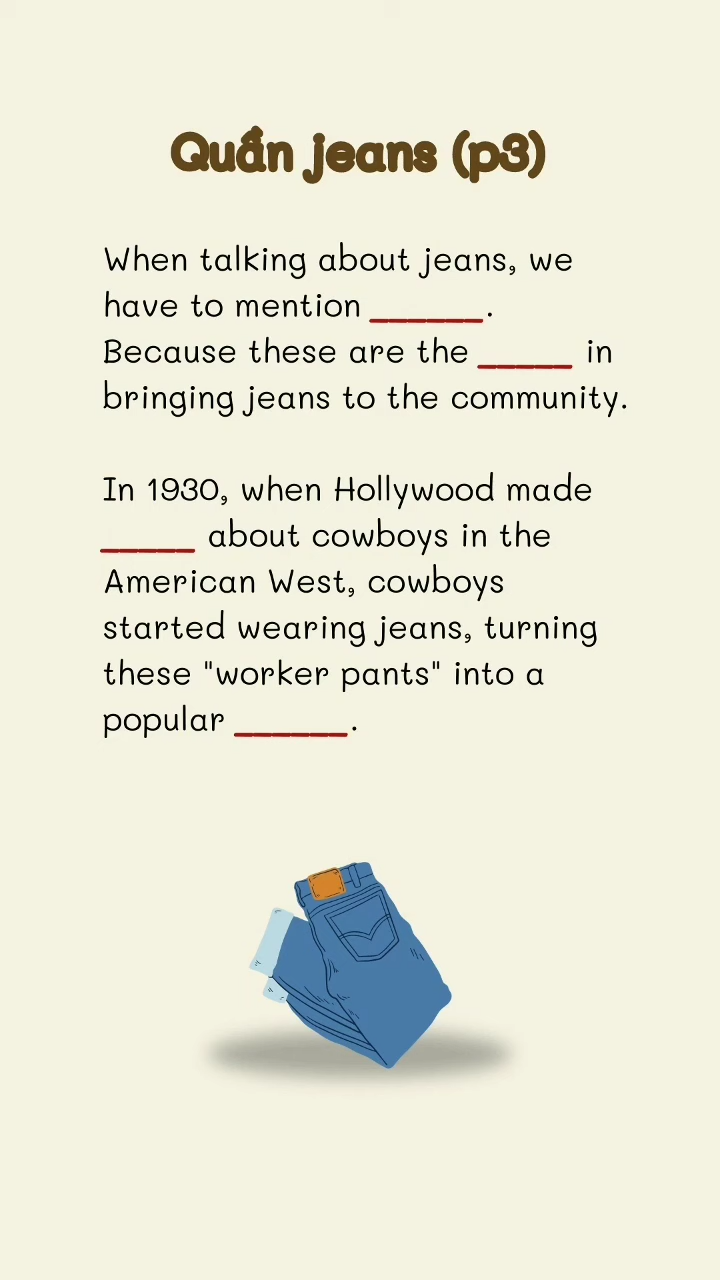 Quần jeans (p3)
When talking about jeans, we
have to mention ______.
Because these are the _____ in
bringing jeans to the community.
In 1930, when Hollywood made
_____ about cowboys in the
American West, cowboys
started wearing jeans, turning
these "worker pants" into a
popular ______.